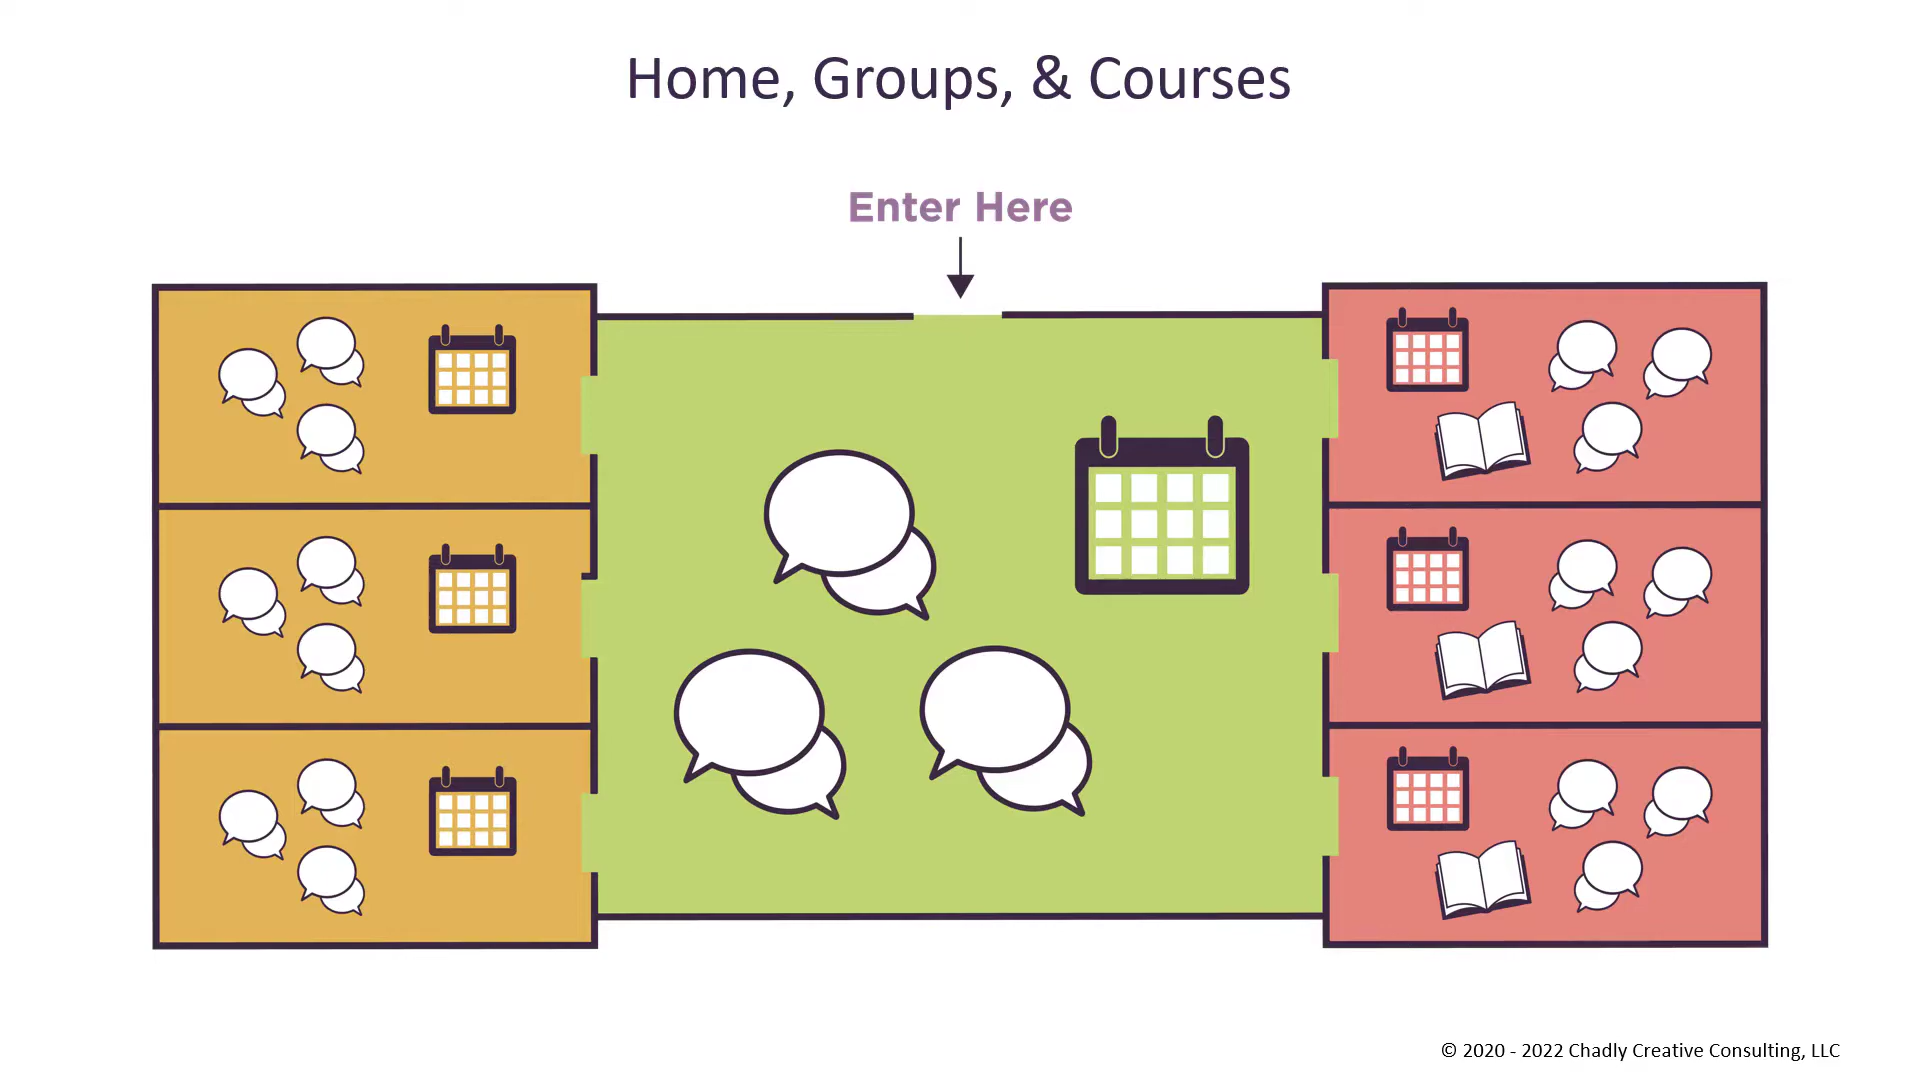 Home, Groups, & Courses
Enter Here
© 2020 - 2022 Chadly Creative Consulting, LLC